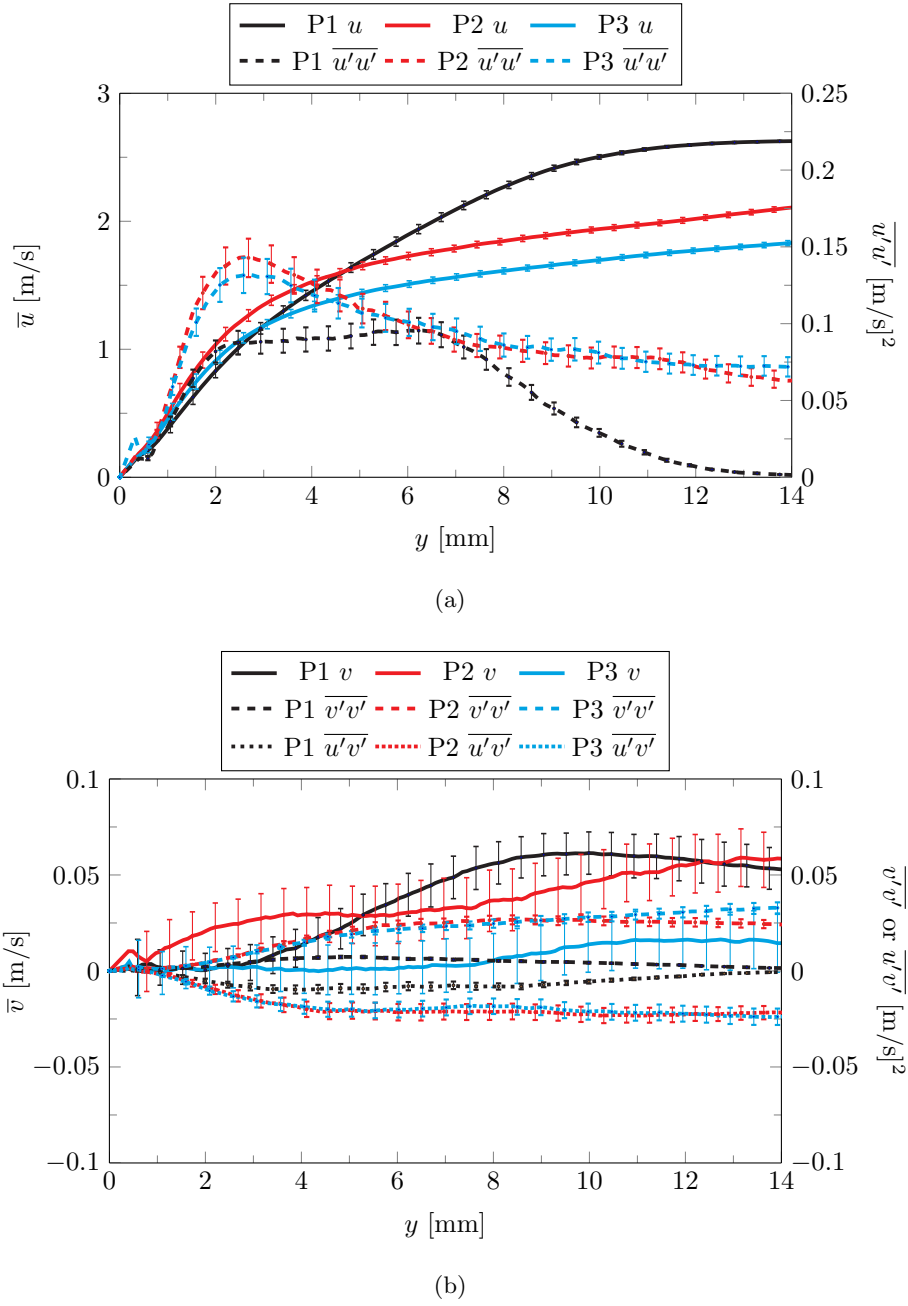 P1 u P2 u P3 u
P1 u'u' P2 u'u' P3 u'u'
3 0.25
0.2
2 0.15
0.1
1 0.05
0 0
0 2 4 6 8 10 12 14
u [m/s]
u'u' [m/s]²
y [mm]
(a)
P1 v P2 v P3 v
P1 v'v' P2 v'v' P3 v'v'
P1 u'v' P2 u'v' P3 u'v'
0.1 0.1
0.05 0.05
0 0
−0.05 −0.05
−0.1 −0.1
0 2 4 6 8 10 12 14
v [m/s]
v'v' or u'v' [m/s]²
y [mm]
(b)